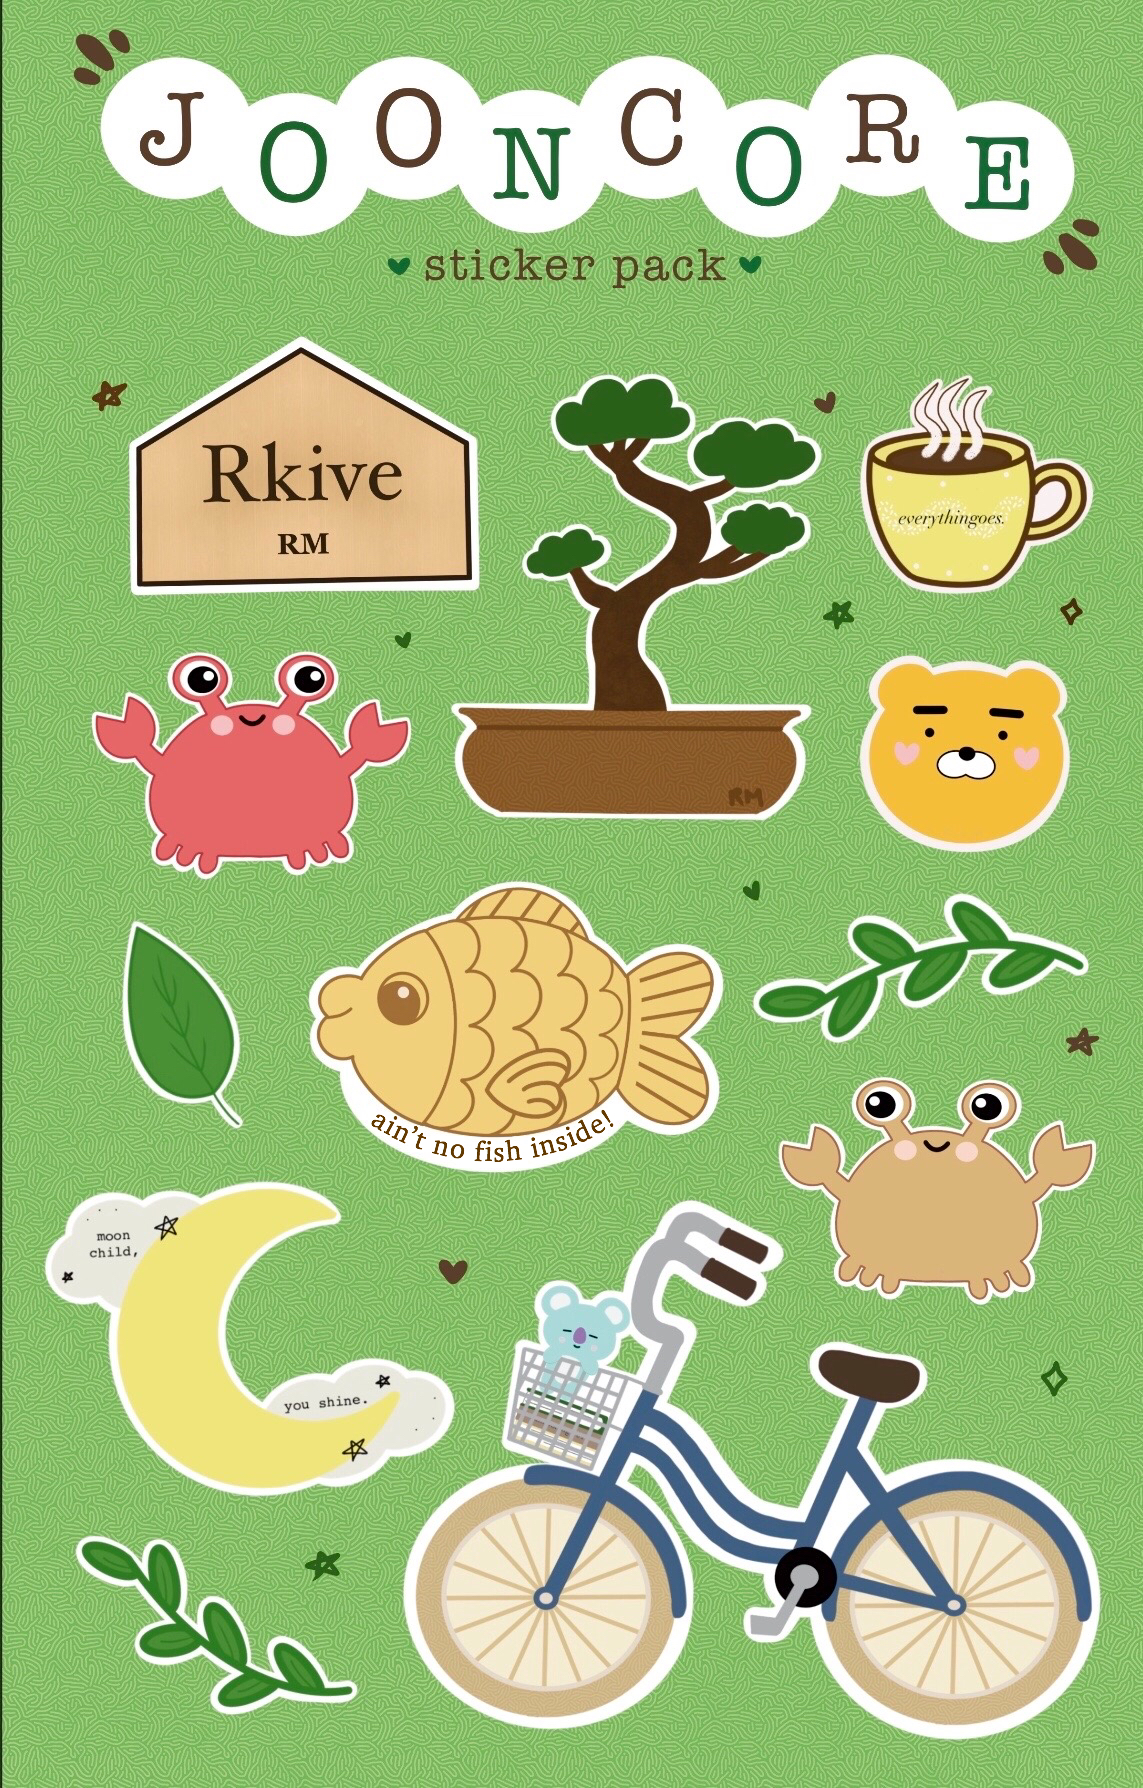 JOONCORE
sticker pack
Rkive
RM
everythingoes.
RM
ain't no fish inside!
moon
child,
you shine.